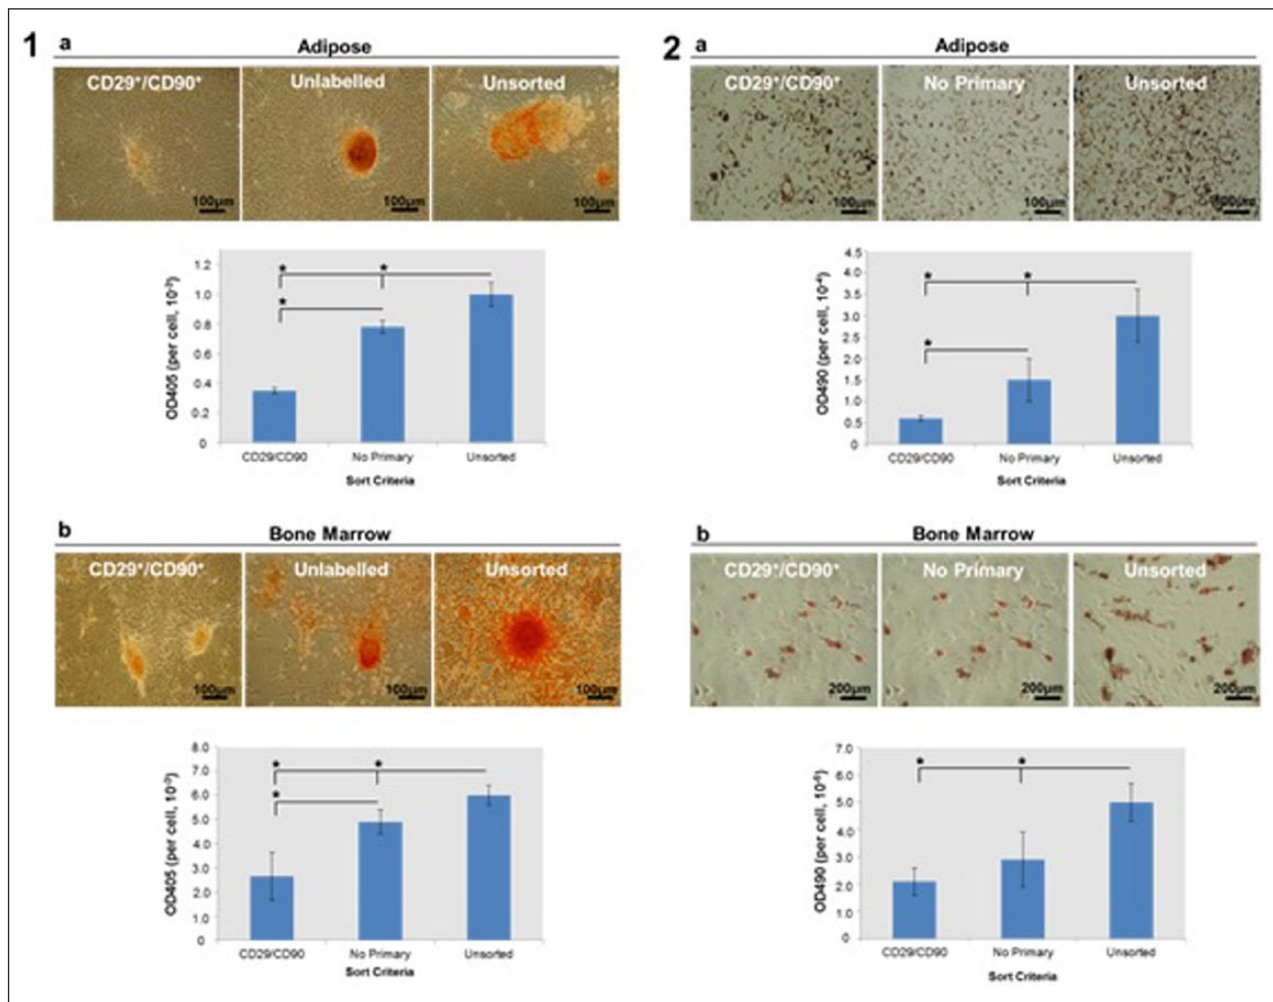 1
a
Adipose
CD29⁺/CD90⁺ Unlabelled Unsorted
100µm 100µm 100µm
OD405 (per cell, 10⁻³)
1.2
1.0
0.8
0.6
0.4
0.2
0
* *
*
CD29/CD90 No Primary Unsorted
Sort Criteria
b
Bone Marrow
CD29⁺/CD90⁺ Unlabelled Unsorted
100µm 100µm 100µm
8.0
7.0
6.0
5.0
4.0
3.0
2.0
1.0
0
OD405 (per cell,
* *
*
CD29/CD90 No Primary Unsorted
Sort Criteria
2
a
Adipose
CD29⁺/CD90⁺ No Primary Unsorted
100µm 100µm 100µm
OD490 (per cell,
4.5
4.0
3.5
3.0
2.5
2.0
1.5
1.0
0.5
0
* *
*
CD29/CD90 No Primary Unsorted
Sort Criteria
b
Bone Marrow
CD29⁺/CD90⁺ No Primary Unsorted
200µm 200µm 200µm
OD490 (per cell,
7.0
6.0
5.0
4.0
3.0
2.0
1.0
0
* *
CD29/CD90 No Primary Unsorted
Sort Criteria